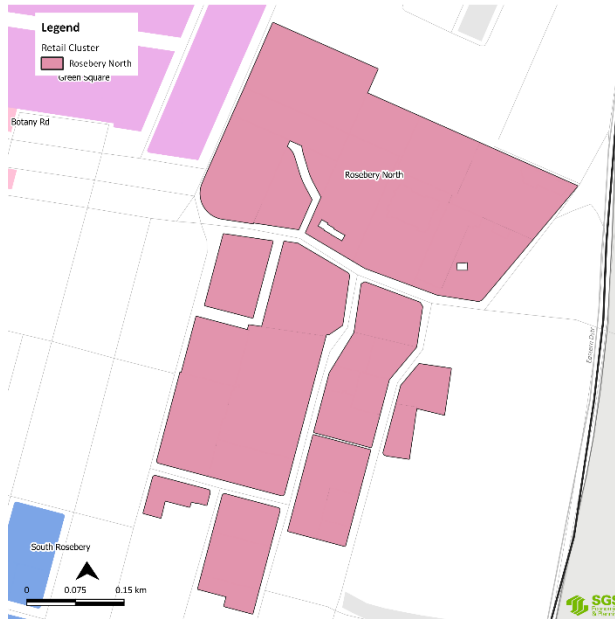 Legend
Retail Cluster
Rosebery North
Green Square
Botany Rd
Rosebery North
South Rosebery
0 0.075 0.15 km
SGS